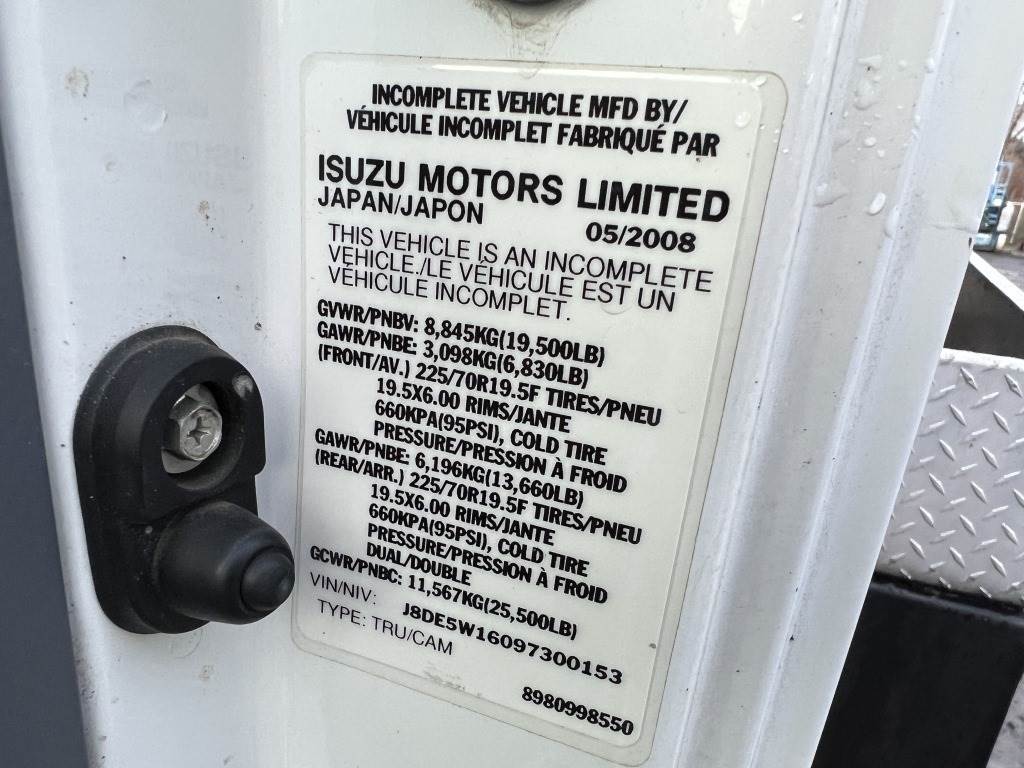 INCOMPLETE VEHICLE MFD BY/
VÉHICULE INCOMPLET FABRIQUÉ PAR
ISUZU MOTORS LIMITED
JAPAN/JAPON 05/2008
THIS VEHICLE IS AN INCOMPLETE
VEHICLE./LE VÉHICULE EST UN
VÉHICULE INCOMPLET.
GVWR/PNBV: 8,845KG(19,500LB)
GAWR/PNBE: 3,098KG(6,830LB)
(FRONT/AV.) 225/70R19.5F TIRES/PNEU
19.5X6.00 RIMS/JANTE
660KPA(95PSI), COLD TIRE
PRESSURE/PRESSION À FROID
GAWR/PNBE: 6,196KG(13,660LB)
(REAR/ARR.) 225/70R19.5F TIRES/PNEU
19.5X6.00 RIMS/JANTE
660KPA(95PSI), COLD TIRE
PRESSURE/PRESSION À FROID
DUAL/DOUBLE
GCWR/PNBC: 11,567KG(25,500LB)
VIN/NIV: J8DE5W16097300153
TYPE: TRU/CAM
8980998550